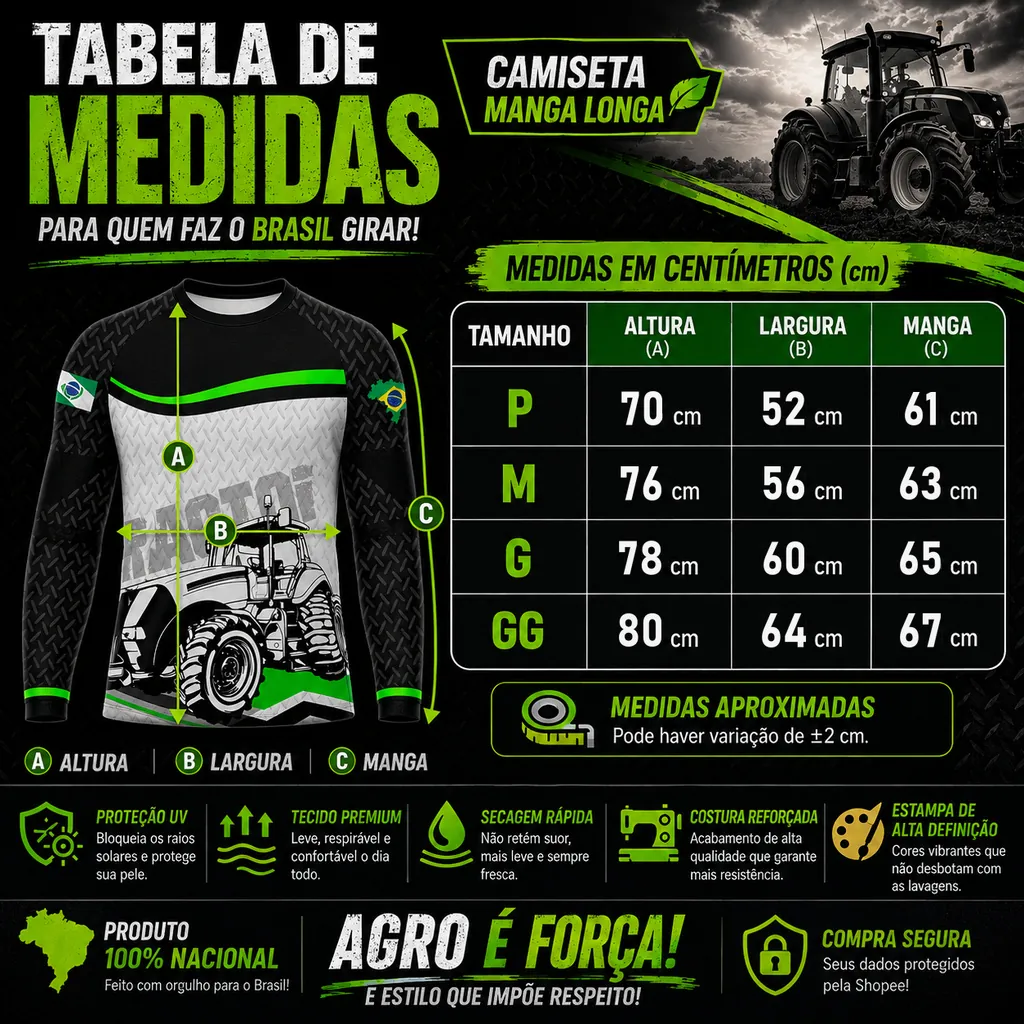 TABELA DE
MEDIDAS
PARA QUEM FAZ O BRASIL GIRAR!
CAMISETA
MANGA LONGA
MEDIDAS EM CENTÍMETROS (cm)
TAMANHO ALTURA (A) LARGURA (B) MANGA (C)
P 70 cm 52 cm 61 cm
M 76 cm 56 cm 63 cm
G 78 cm 60 cm 65 cm
GG 80 cm 64 cm 67 cm
A
B
C
A ALTURA | B LARGURA | C MANGA
MEDIDAS APROXIMADAS
Pode haver variação de ±2 cm.
PROTEÇÃO UV
Bloqueia os raios
solares e protege
sua pele.
TECIDO PREMIUM
Leve, respirável e
confortável o dia
todo.
SECAGEM RÁPIDA
Não retém suor,
mais leve e sempre
fresca.
COSTURA REFORÇADA
Acabamento de alta
qualidade que garante
mais resistência.
ESTAMPA DE
ALTA DEFINIÇÃO
Cores vibrantes que
não desbotam com
as lavagens.
PRODUTO
100% NACIONAL
Feito com orgulho para o Brasil!
AGRO É FORÇA!
E ESTILO QUE IMPÕE RESPEITO!
COMPRA SEGURA
Seus dados protegidos
pela Shopee!